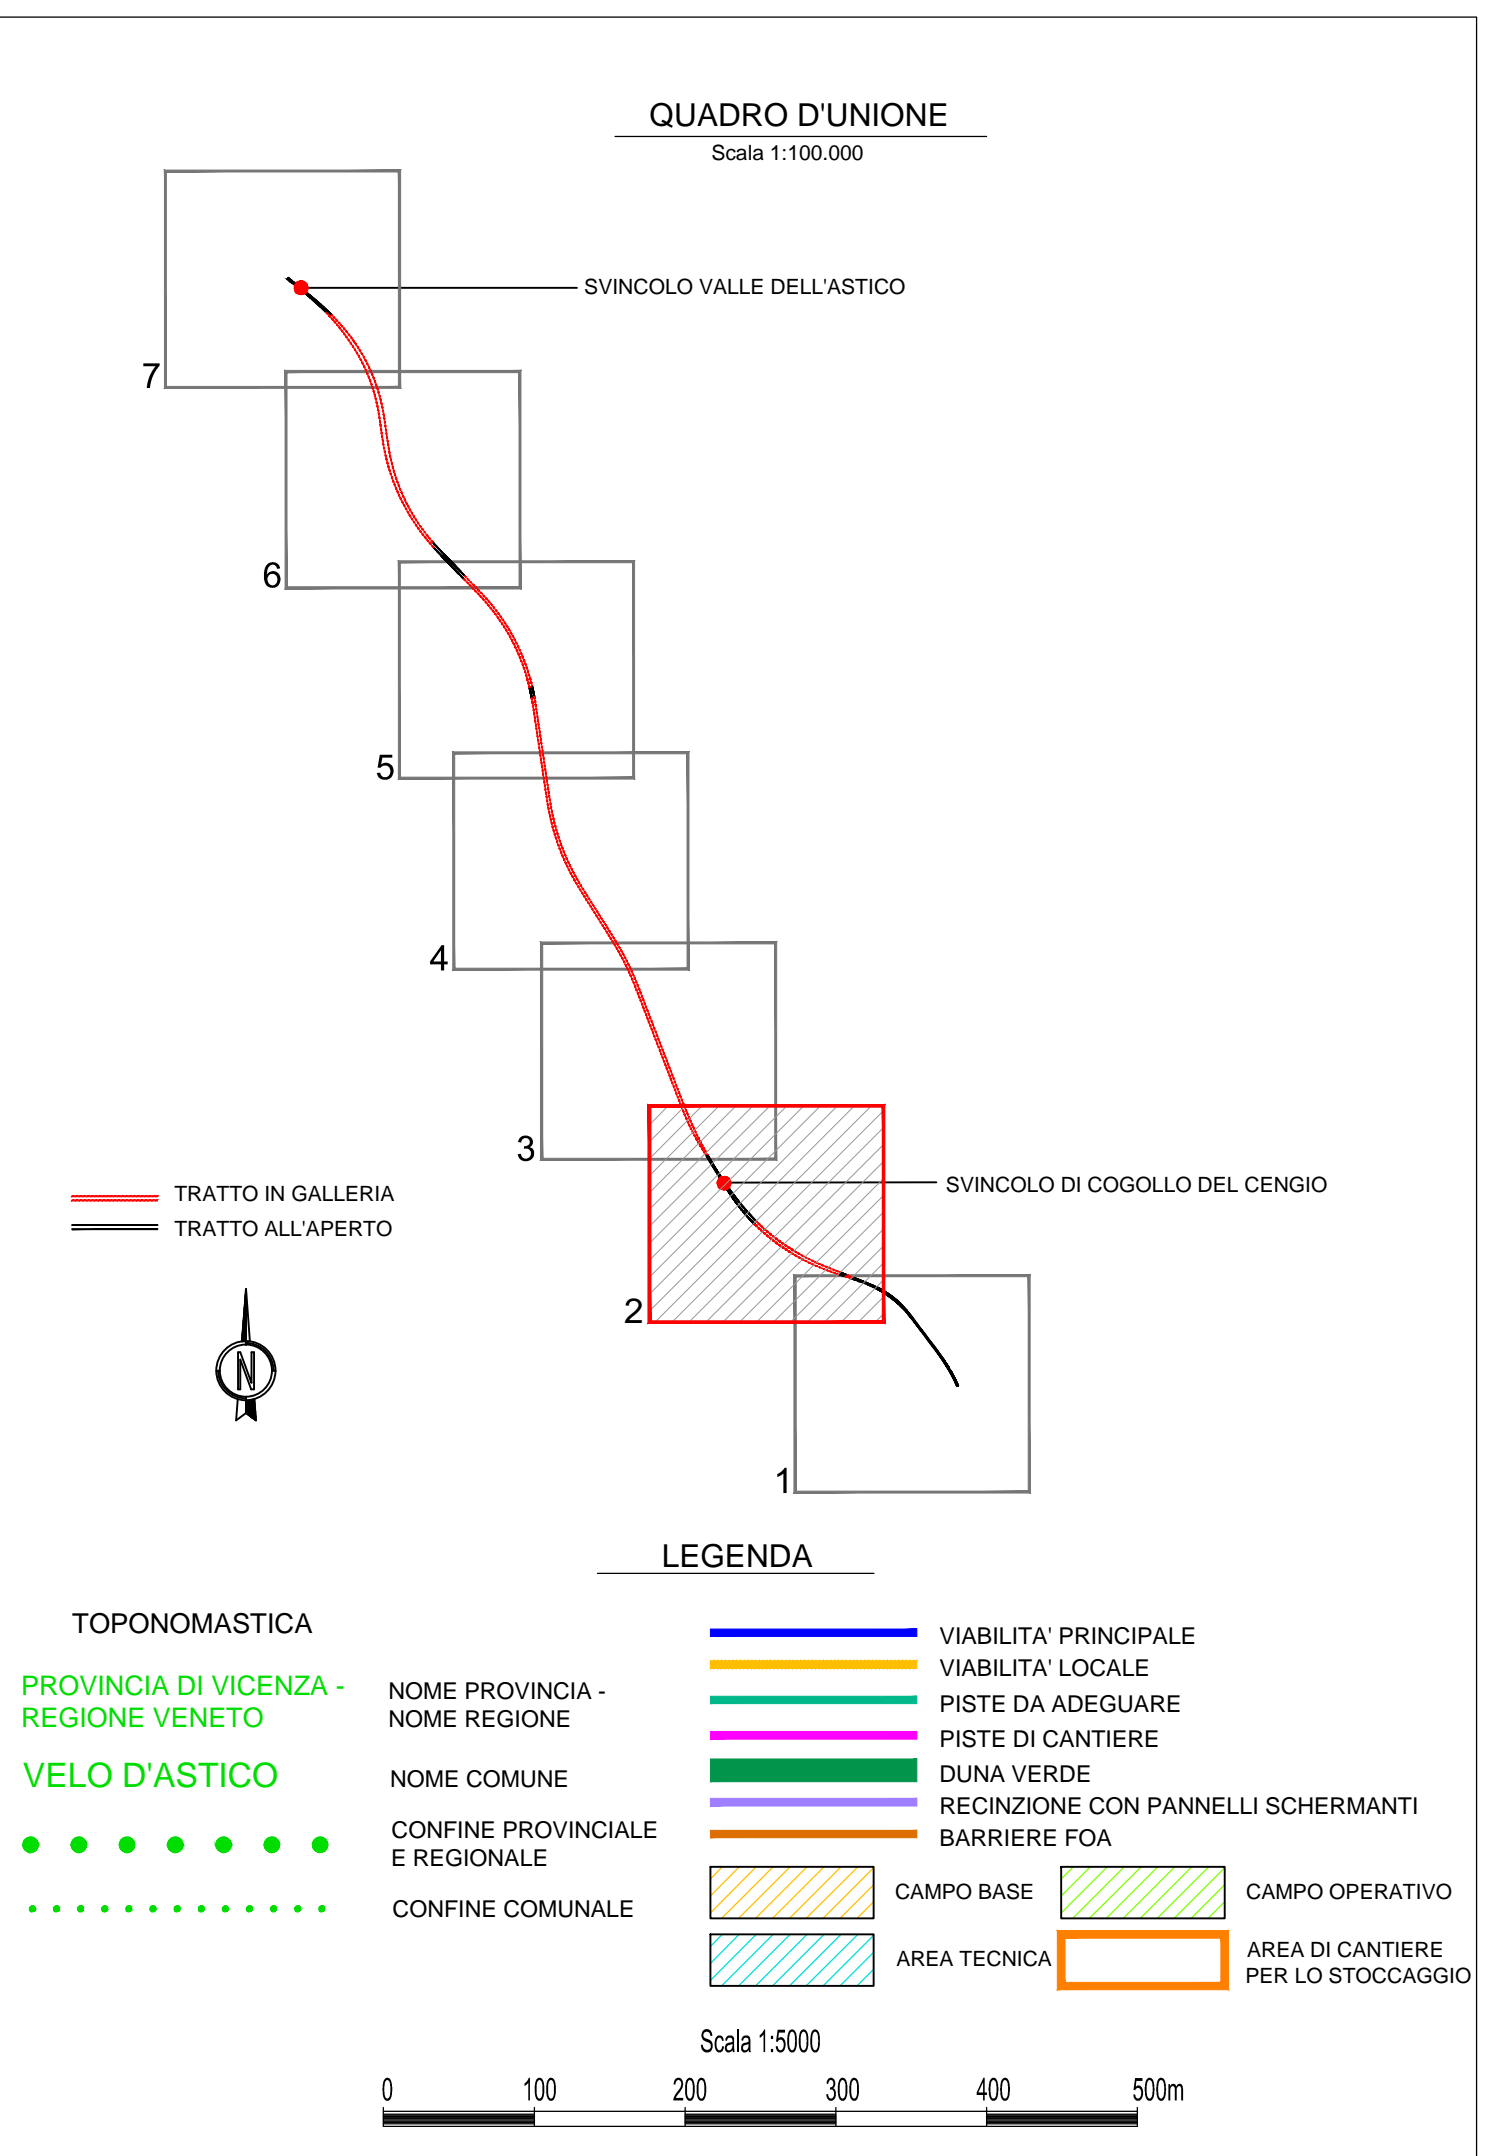 QUADRO D'UNIONE
Scala 1:100.000
SVINCOLO VALLE DELL'ASTICO
7
6
5
4
3
TRATTO IN GALLERIA
TRATTO ALL'APERTO
SVINCOLO DI COGOLLO DEL CENGIO
2
N
1
LEGENDA
TOPONOMASTICA
PROVINCIA DI VICENZA -
REGIONE VENETO
NOME PROVINCIA -
NOME REGIONE
VELO D'ASTICO
NOME COMUNE
CONFINE PROVINCIALE
E REGIONALE
CONFINE COMUNALE
VIABILITA' PRINCIPALE
VIABILITA' LOCALE
PISTE DA ADEGUARE
PISTE DI CANTIERE
DUNA VERDE
RECINZIONE CON PANNELLI SCHERMANTI
BARRIERE FOA
CAMPO BASE
CAMPO OPERATIVO
AREA TECNICA
AREA DI CANTIERE
PER LO STOCCAGGIO
Scala 1:5000
0 100 200 300 400 500m